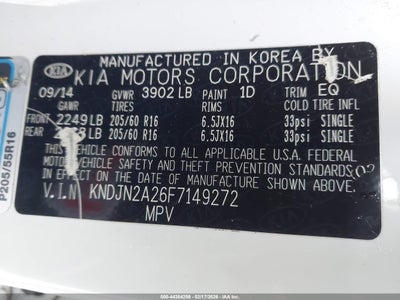 MANUFACTURED IN KOREA BY
KIA KIA MOTORS CORPORATION
09/14 GVWR 3902 LB PAINT 1D TRIM EQ
GAWR TIRES RIMS COLD TIRE INFL
FRONT 2249 LB 205/60 R16 6.5JX16 33psi SINGLE
REAR LB 205/60 R16 6.5JX16 33psi SINGLE
THIS VEHICLE CONFORMS TO ALL APPLICABLE U.S. FEDERAL
MOTOR VEHICLE SAFETY AND THEFT PREVENTION STANDARDS
IN EFFECT ON THE DATE OF MANUFACTURE SHOWN ABOVE.
V.I.N KNDJN2A26F7149272
MPV
P205/55R16